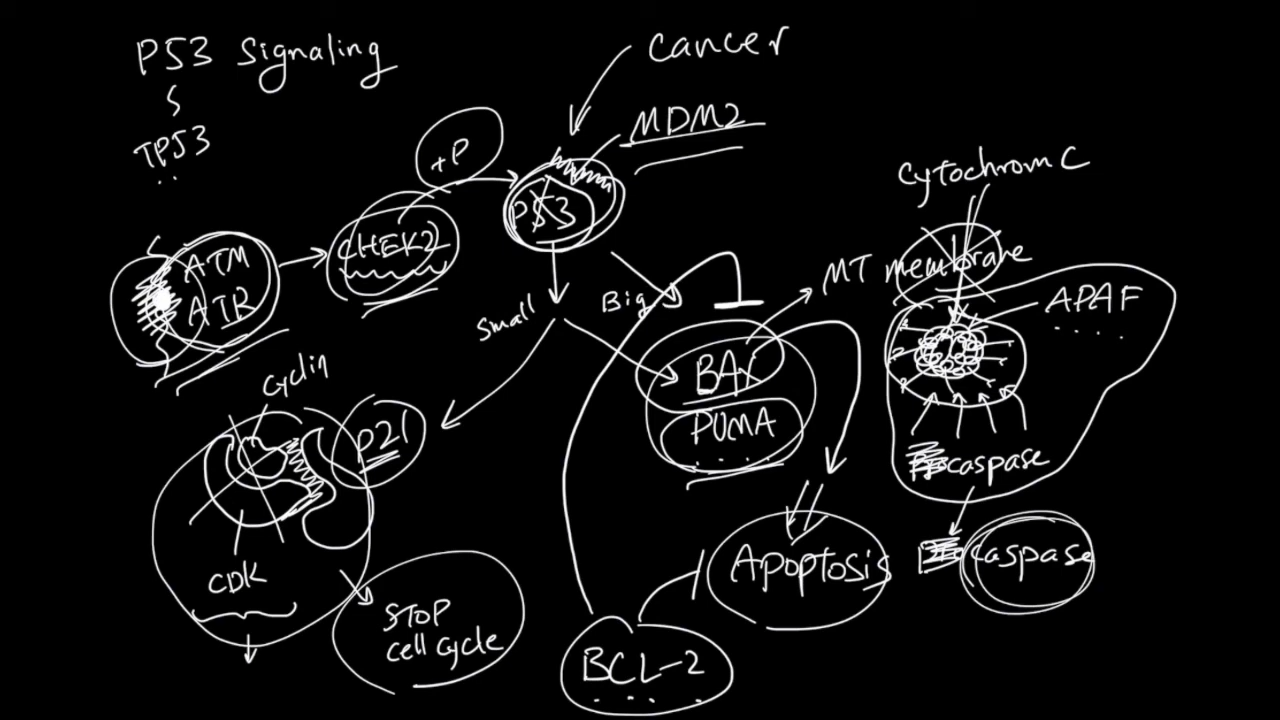 P53 Signaling
TP53
cancer
MDM2
+P
P53
CHEK2
ATM
ATR
Small
Big
Cyclin
P21
CDK
STOP
cell cycle
BAX
PUMA
MT membrane
Cytochrom C
APAF
caspase
caspase
Apoptosis
BCL-2